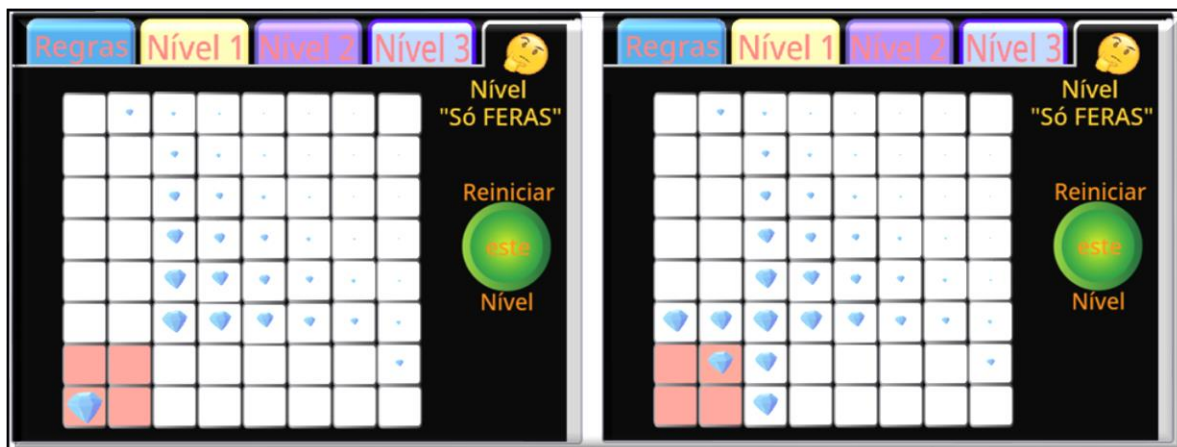 Regras Nível 1 Nível 2 Nível 3
Nível
"Só FERAS"
Reiniciar
este
Nível
Regras Nível 1 Nível 2 Nível 3
Nível
"Só FERAS"
Reiniciar
este
Nível